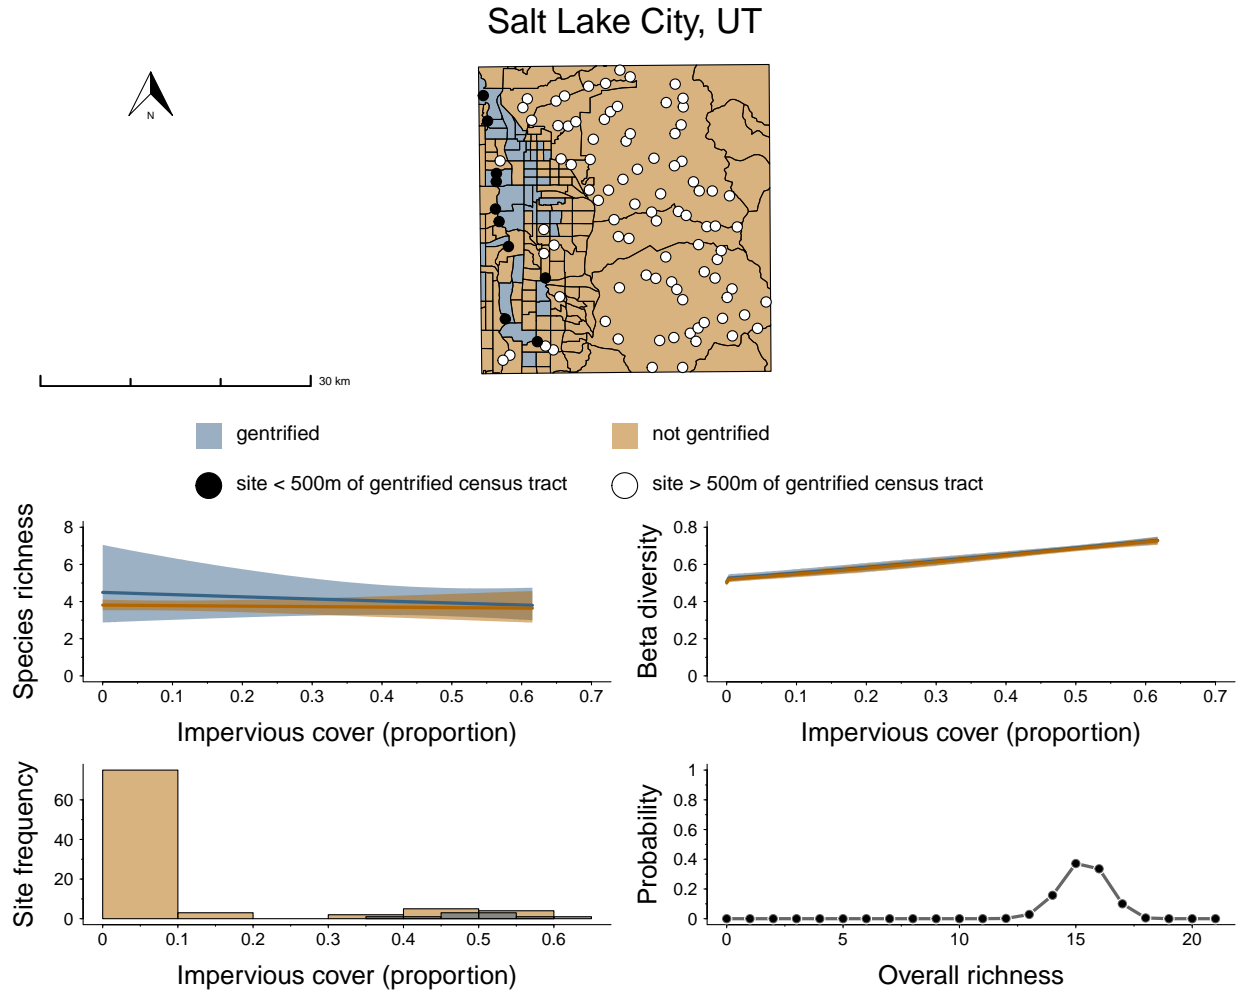 Salt Lake City, UT
N
30 km
gentrified
not gentrified
site < 500m of gentrified census tract
site > 500m of gentrified census tract
Species richness
8
6
4
2
0
0 0.1 0.2 0.3 0.4 0.5 0.6 0.7
Impervious cover (proportion)
Beta diversity
0.8
0.6
0.4
0.2
0
0 0.1 0.2 0.3 0.4 0.5 0.6 0.7
Impervious cover (proportion)
Site frequency
60
40
20
0
0 0.1 0.2 0.3 0.4 0.5 0.6
Impervious cover (proportion)
Probability
1
0.8
0.6
0.4
0.2
0
0 5 10 15 20
Overall richness